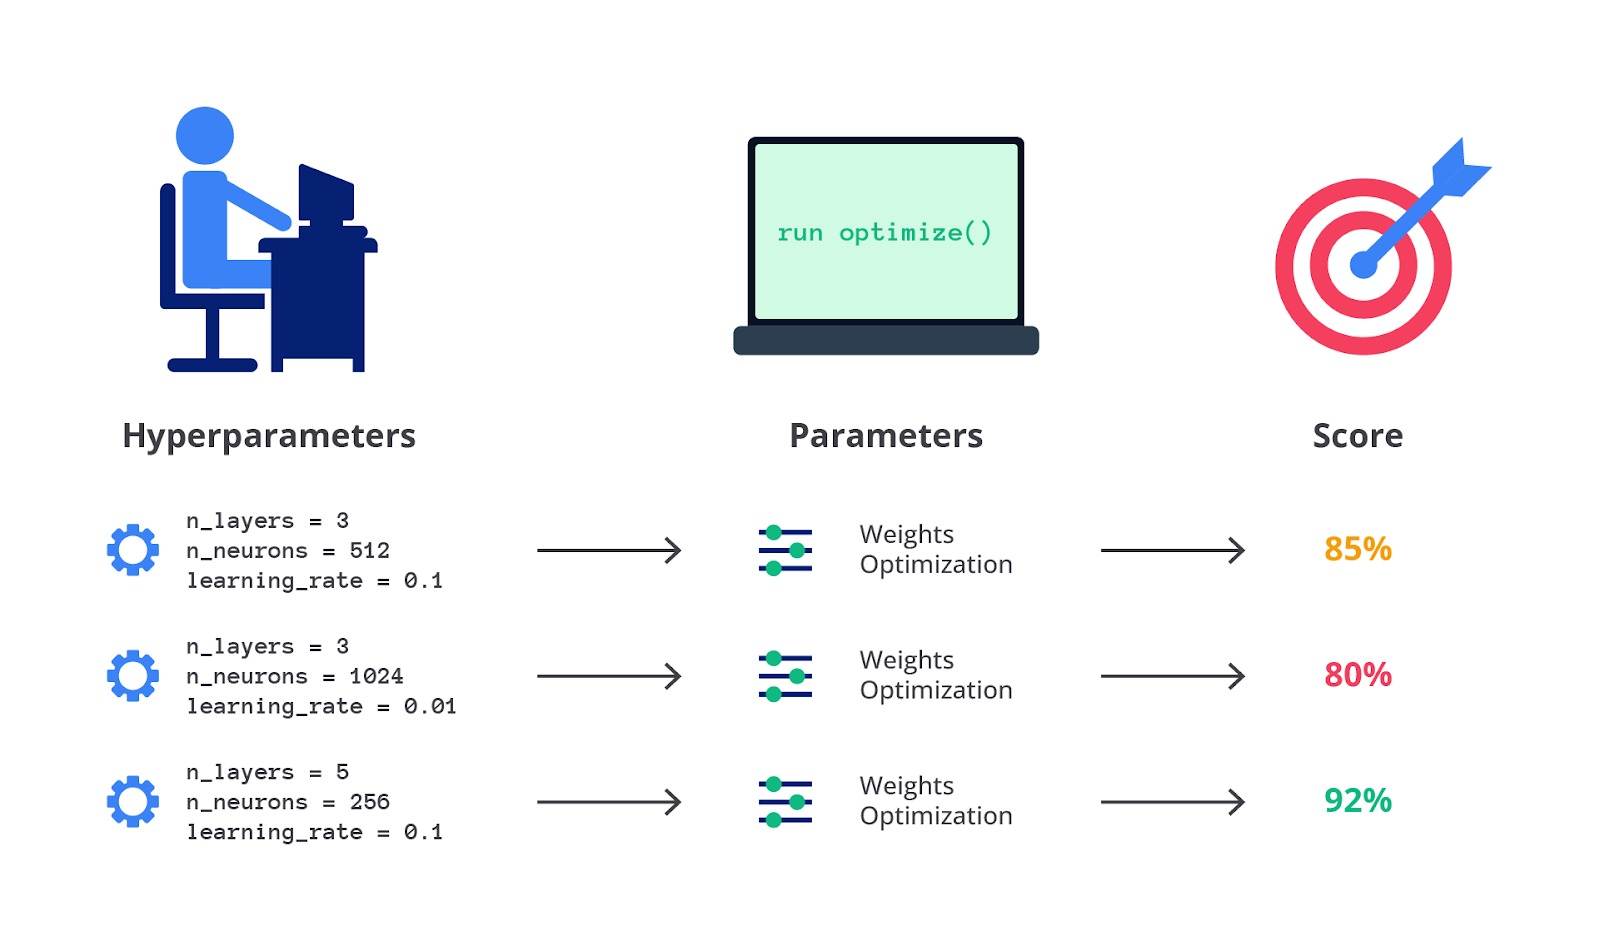 run optimize()
Hyperparameters
Parameters
Score
n_layers = 3
n_neurons = 512
learning_rate = 0.1
Weights
Optimization
85%
n_layers = 3
n_neurons = 1024
learning_rate = 0.01
Weights
Optimization
80%
n_layers = 5
n_neurons = 256
learning_rate = 0.1
Weights
Optimization
92%